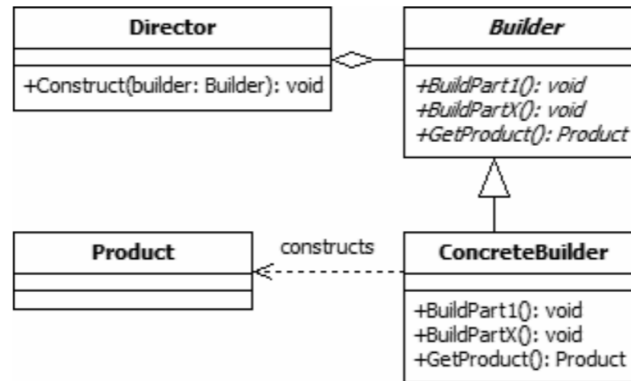 Director
+Construct(builder: Builder): void
Builder
+BuildPart1(): void
+BuildPartX(): void
+GetProduct(): Product
Product
constructs
ConcreteBuilder
+BuildPart1(): void
+BuildPartX(): void
+GetProduct(): Product